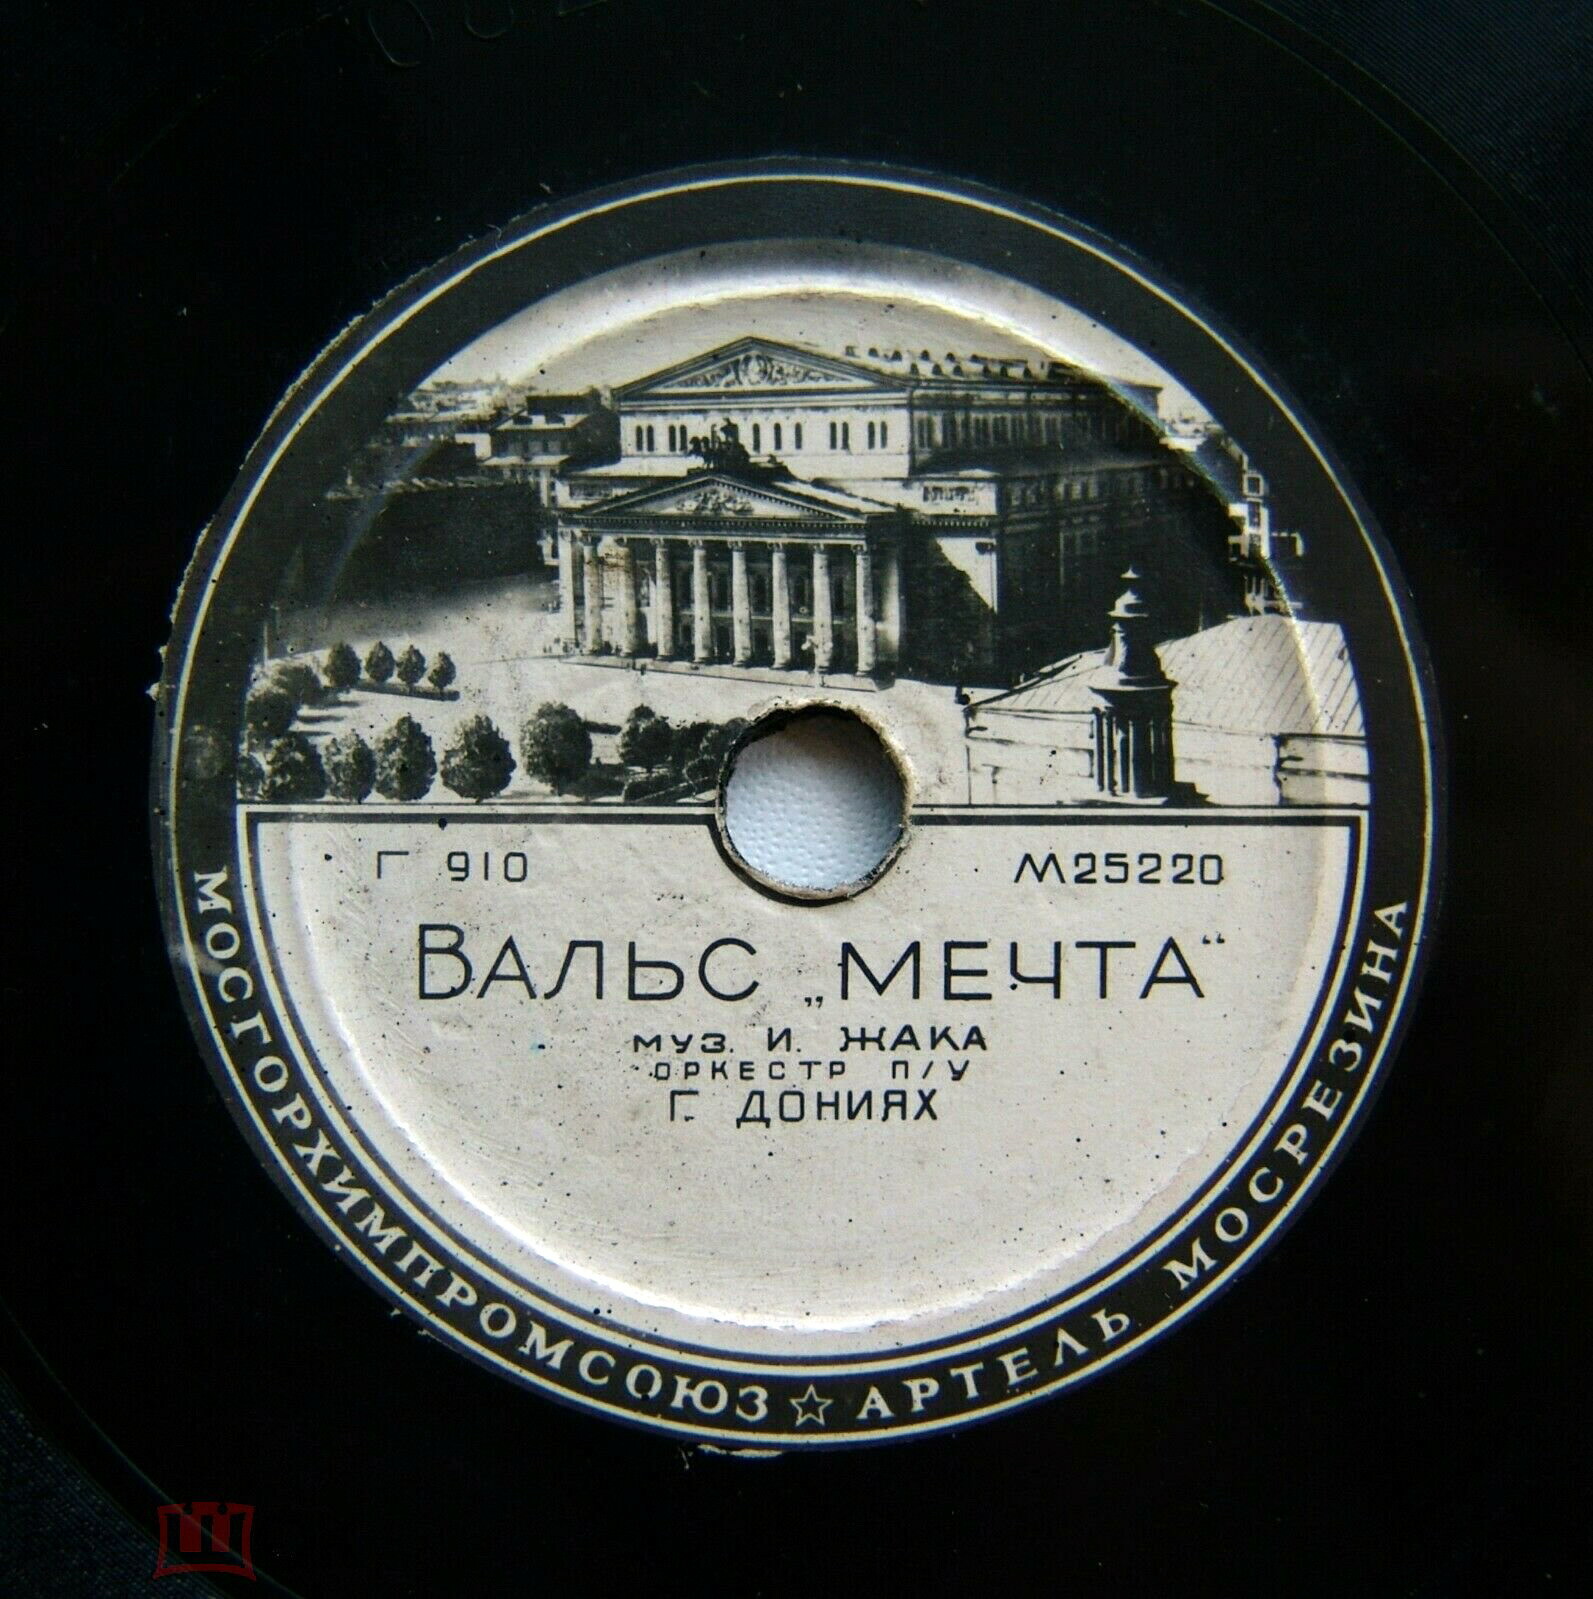 Г 910
М25220
ВАЛЬС „МЕЧТА“
МУЗ. И. ЖАКА
ОРКЕСТР П/У
Г. ДОНИЯХ
МОСГОРХИМПРОМСОЮЗ ☆ АРТЕЛЬ МОСРЕЗИНА